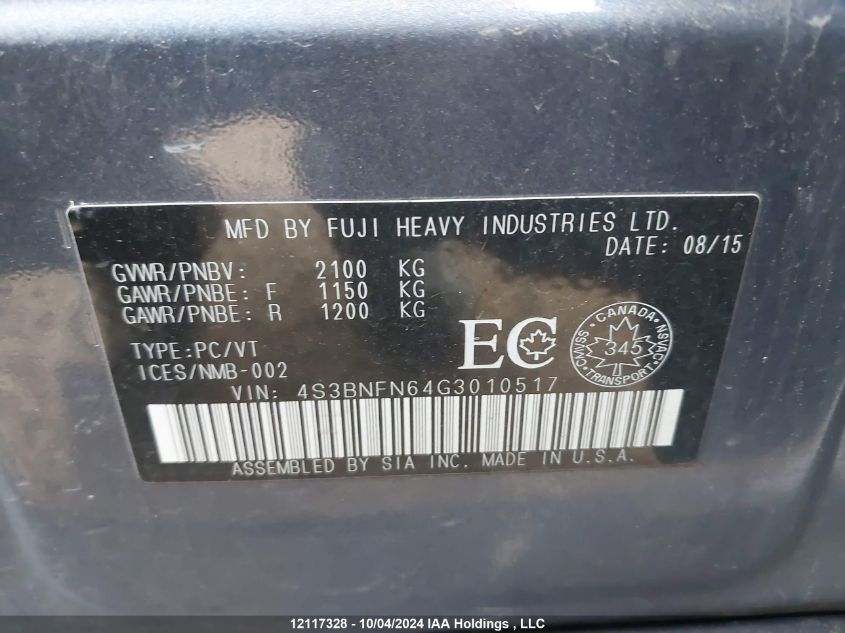 MFD BY FUJI HEAVY INDUSTRIES LTD.
DATE: 08/15
GVWR/PNBV: 2100 KG
GAWR/PNBE: F 1150 KG
GAWR/PNBE: R 1200 KG
EC
CANADA
345
CMVSS NSVAC
TRANSPORT
TYPE:PC/VT
ICES/NMB-002
VIN: 4S3BNFN64G3010517
ASSEMBLED BY SIA INC. MADE IN U.S.A.
12117328 - 10/04/2024 IAA Holdings , LLC